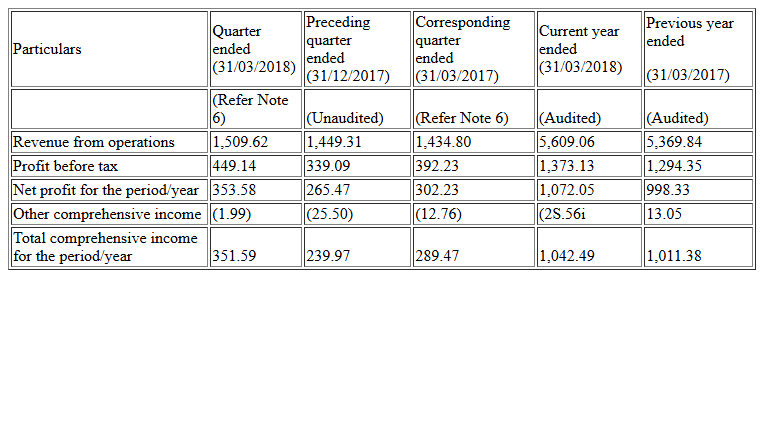 Particulars Quarter ended (31/03/2018) Preceding quarter ended (31/12/2017) Corresponding quarter ended (31/03/2017) Current year ended (31/03/2018) Previous year ended (31/03/2017)
(Refer Note 6) (Unaudited) (Refer Note 6) (Audited) (Audited)
Revenue from operations 1,509.62 1,449.31 1,434.80 5,609.06 5,369.84
Profit before tax 449.14 339.09 392.23 1,373.13 1,294.35
Net profit for the period/year 353.58 265.47 302.23 1,072.05 998.33
Other comprehensive income (1.99) (25.50) (12.76) (2S.56i 13.05
Total comprehensive income for the period/year 351.59 239.97 289.47 1,042.49 1,011.38